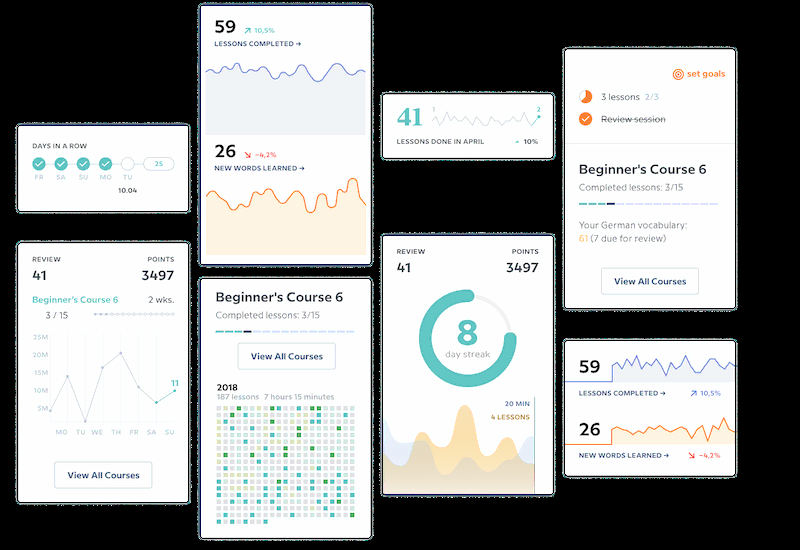 DAYS IN A ROW
25
FR SA SU MO TU
10.04
REVIEW POINTS
41 3497
Beginner's Course 6 2 wks.
3 / 15
25M
20M
15M
10M
5M
11
MO TU WE TH FR SA SU
View All Courses
59 10,5%
LESSONS COMPLETED →
26 −4,2%
NEW WORDS LEARNED →
Beginner's Course 6
Completed lessons: 3/15
View All Courses
2018
187 lessons 7 hours 15 minutes
41 1 2
LESSONS DONE IN APRIL 10%
REVIEW POINTS
41 3497
8
day streak
20 MIN
4 LESSONS
set goals
3 lessons 2/3
Review session
Beginner's Course 6
Completed lessons: 3/15
Your German vocabulary:
61 (7 due for review)
View All Courses
59
LESSONS COMPLETED → 10,5%
26
NEW WORDS LEARNED → −4,2%